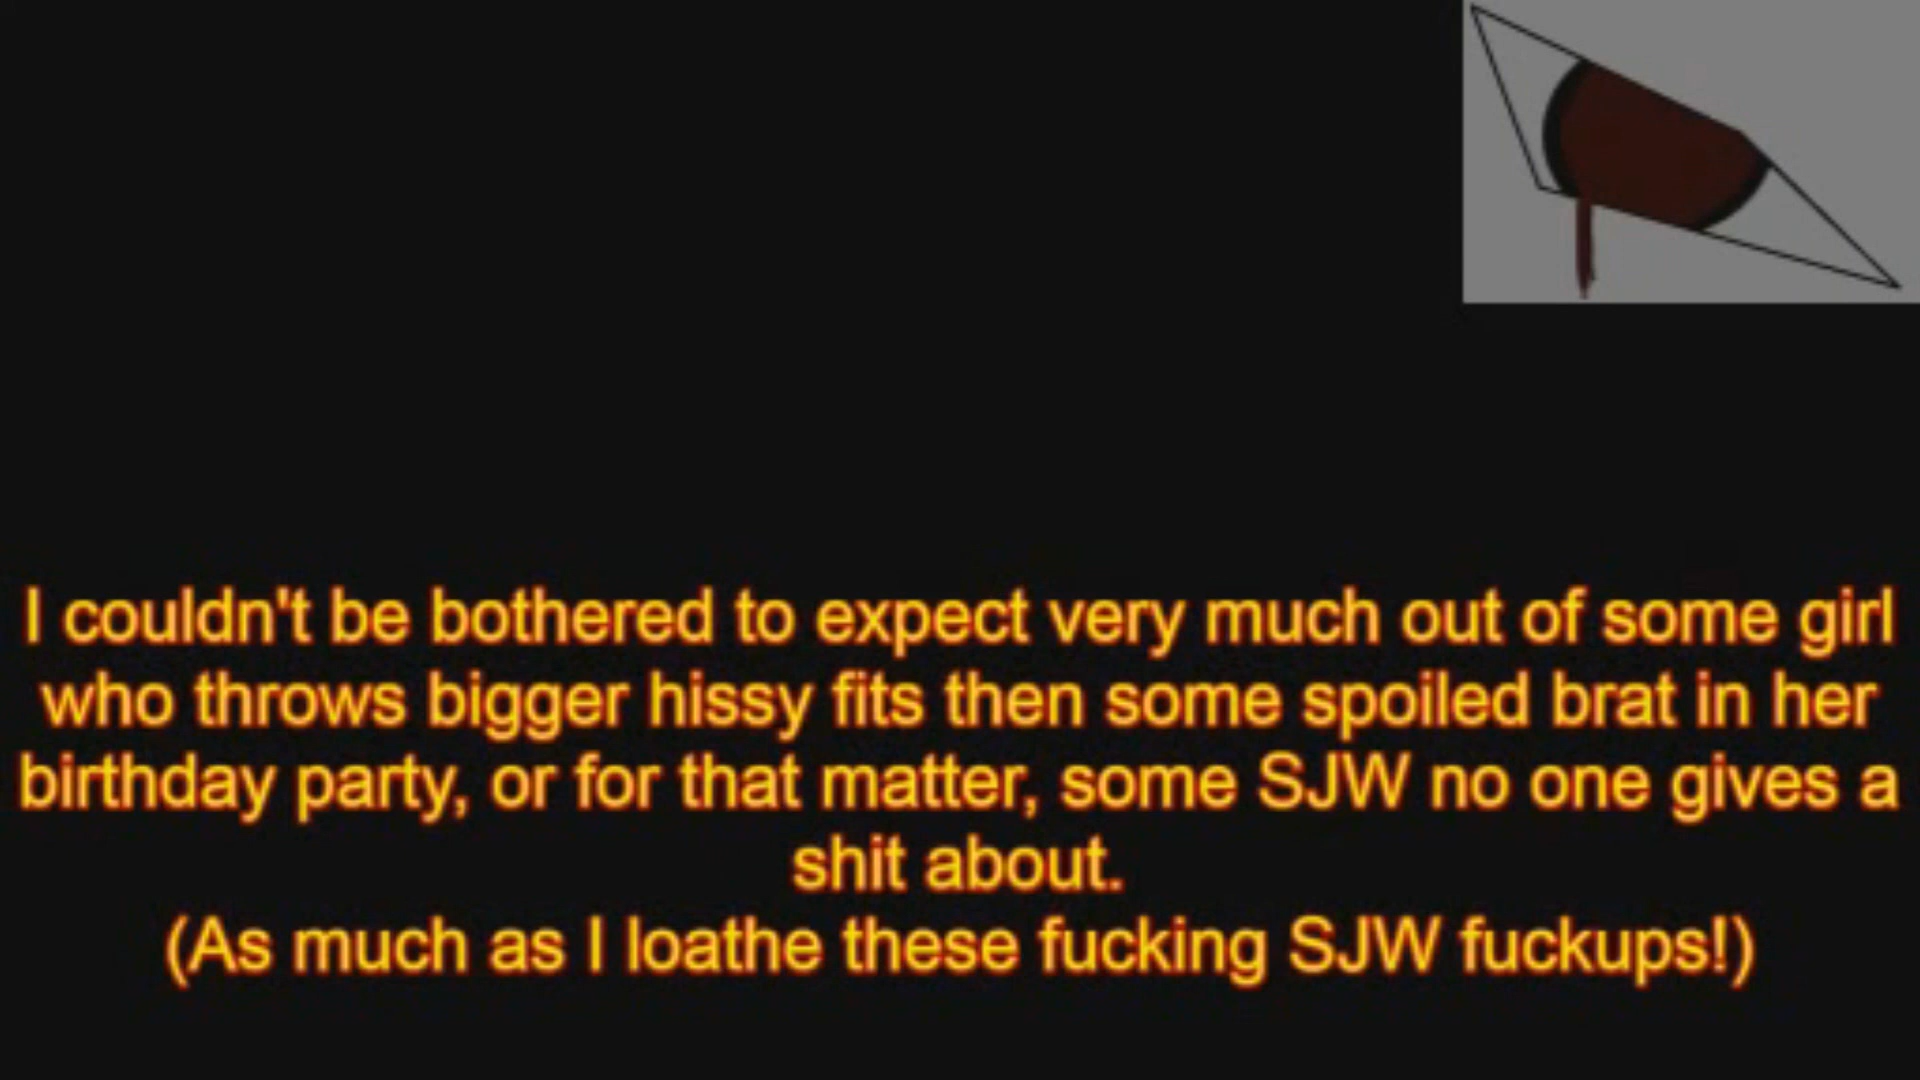 I couldn't be bothered to expect very much out of some girl
who throws bigger hissy fits then some spoiled brat in her
birthday party, or for that matter, some SJW no one gives a
shit about.
(As much as I loathe these fucking SJW fuckups!)